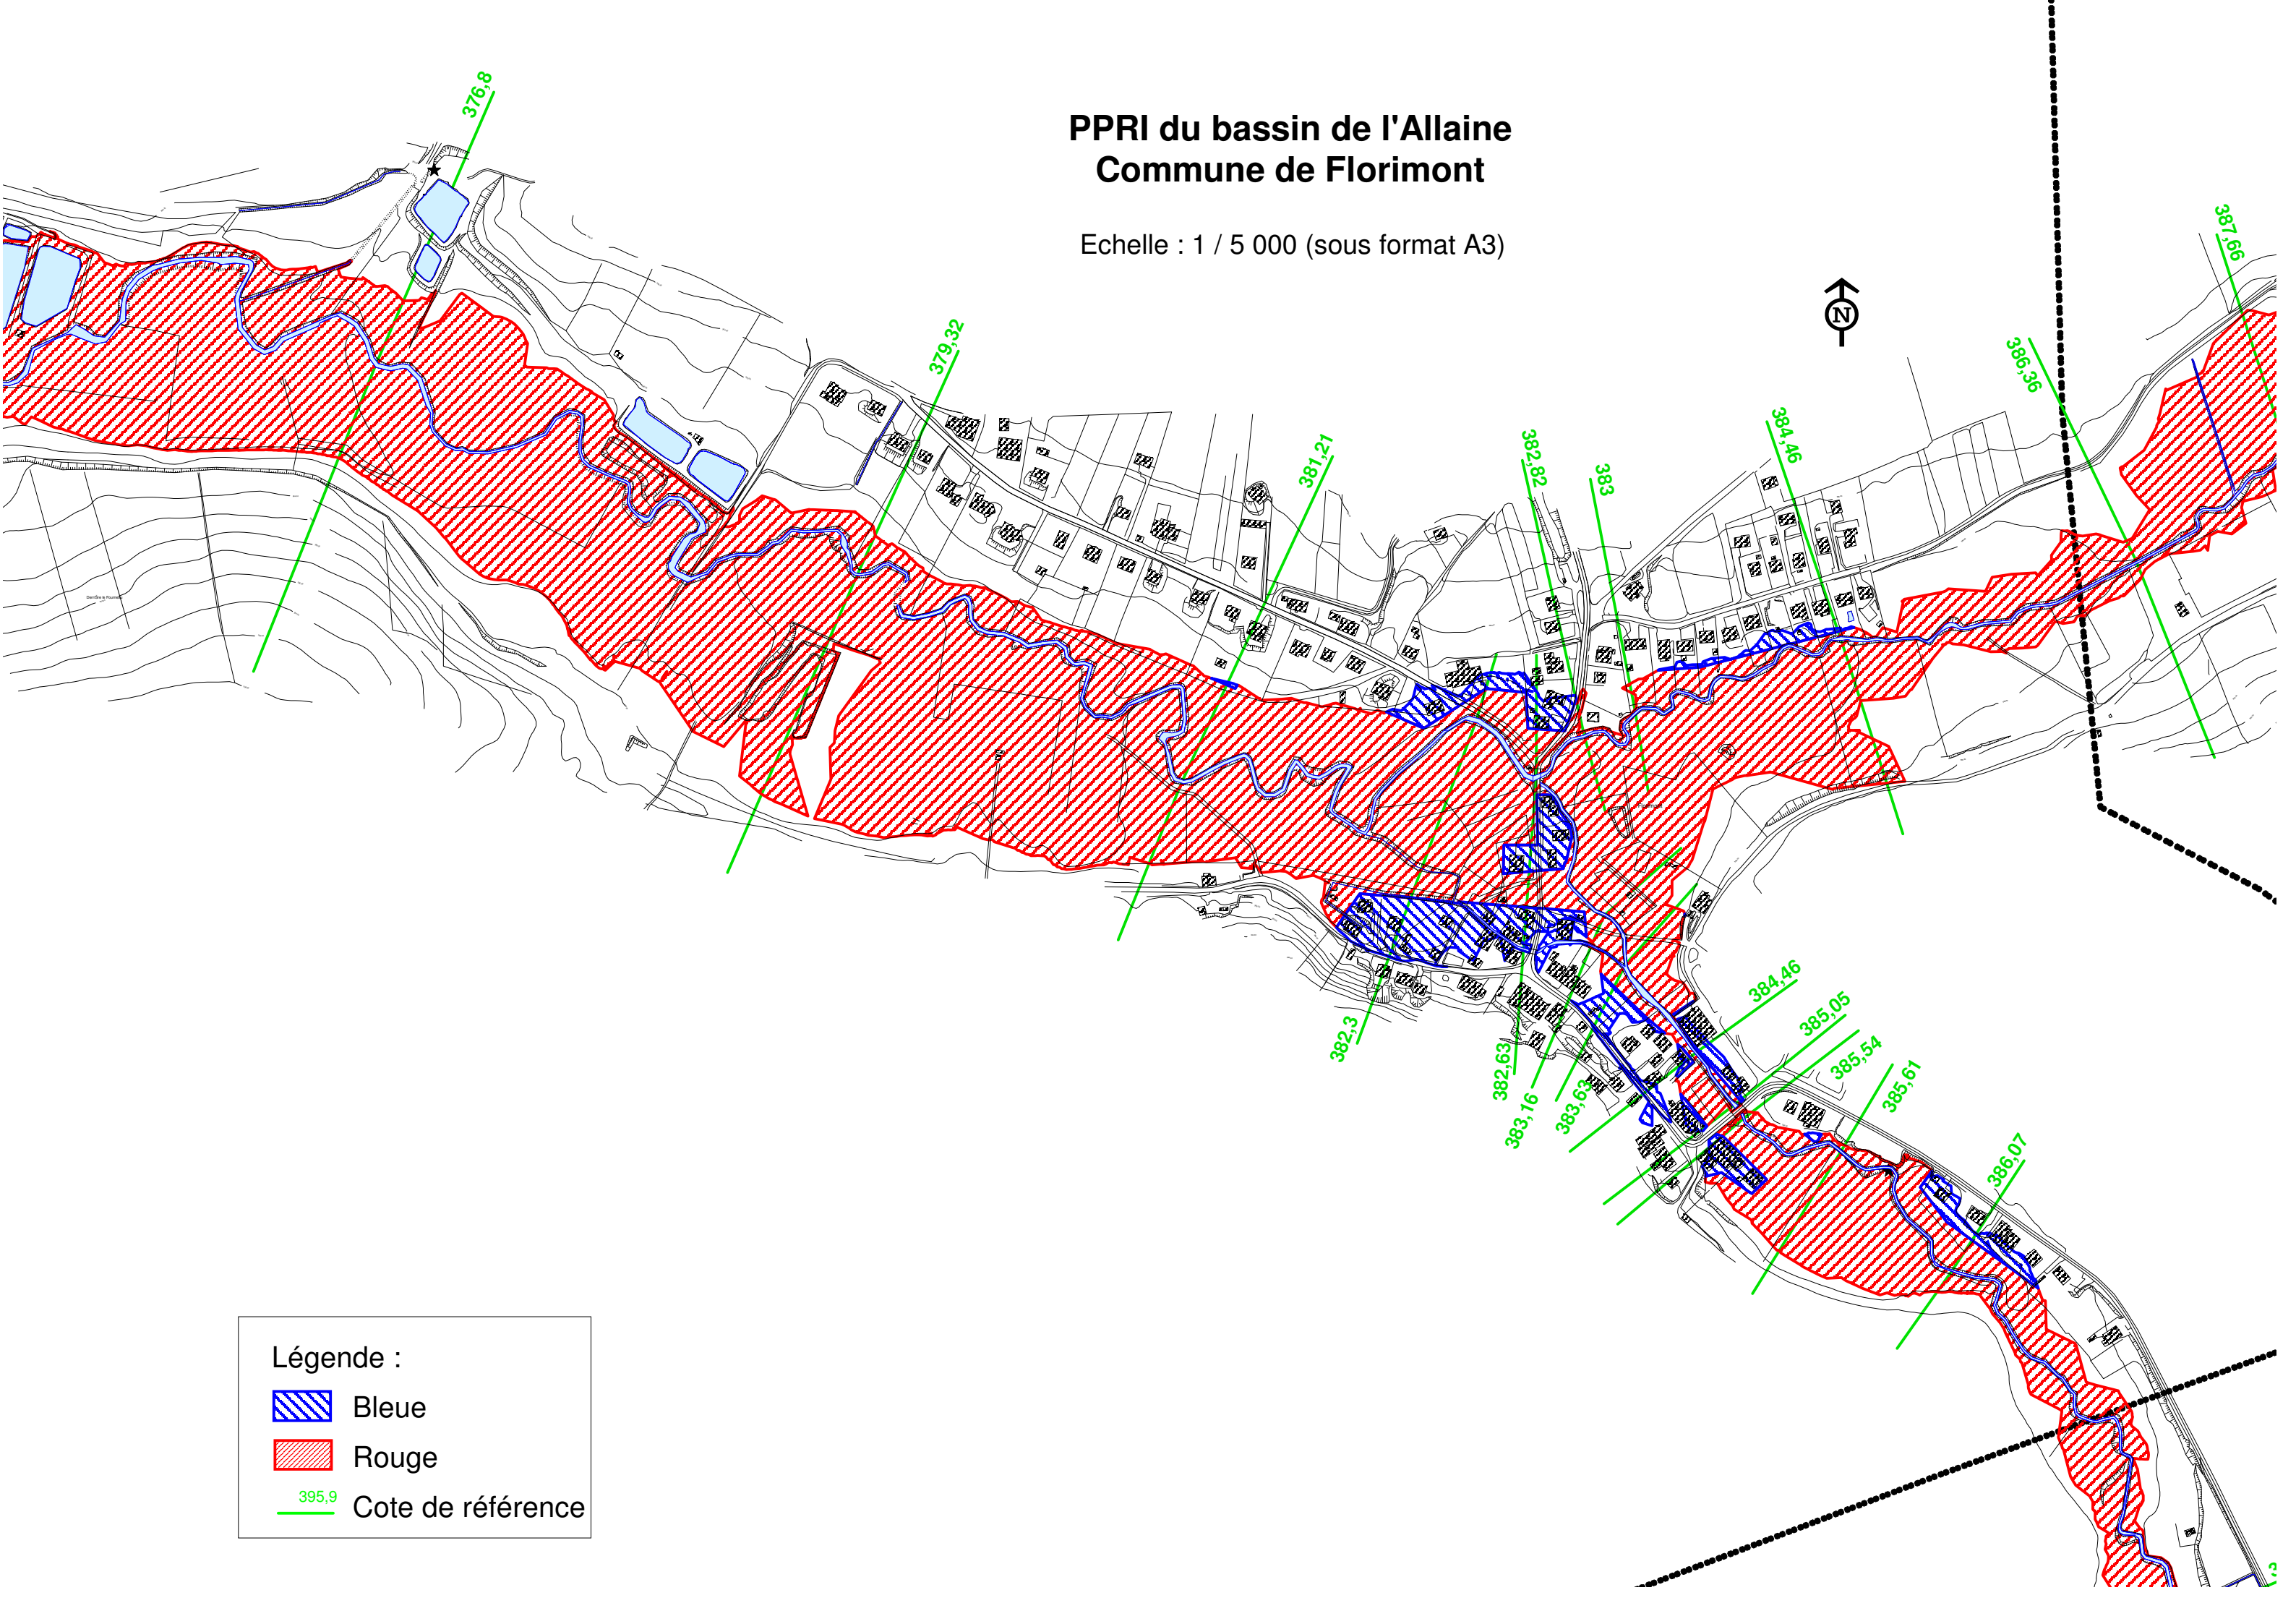 PPRI du bassin de l'Allaine
Commune de Florimont
Echelle : 1 / 5 000 (sous format A3)
N
376,8
379,32
381,21
382,82
383
384,46
386,36
387,66
382,3
382,63
383,16
383,63
384,46
385,05
385,54
385,61
386,07
Légende :
Bleue
Rouge
395,9
Cote de référence